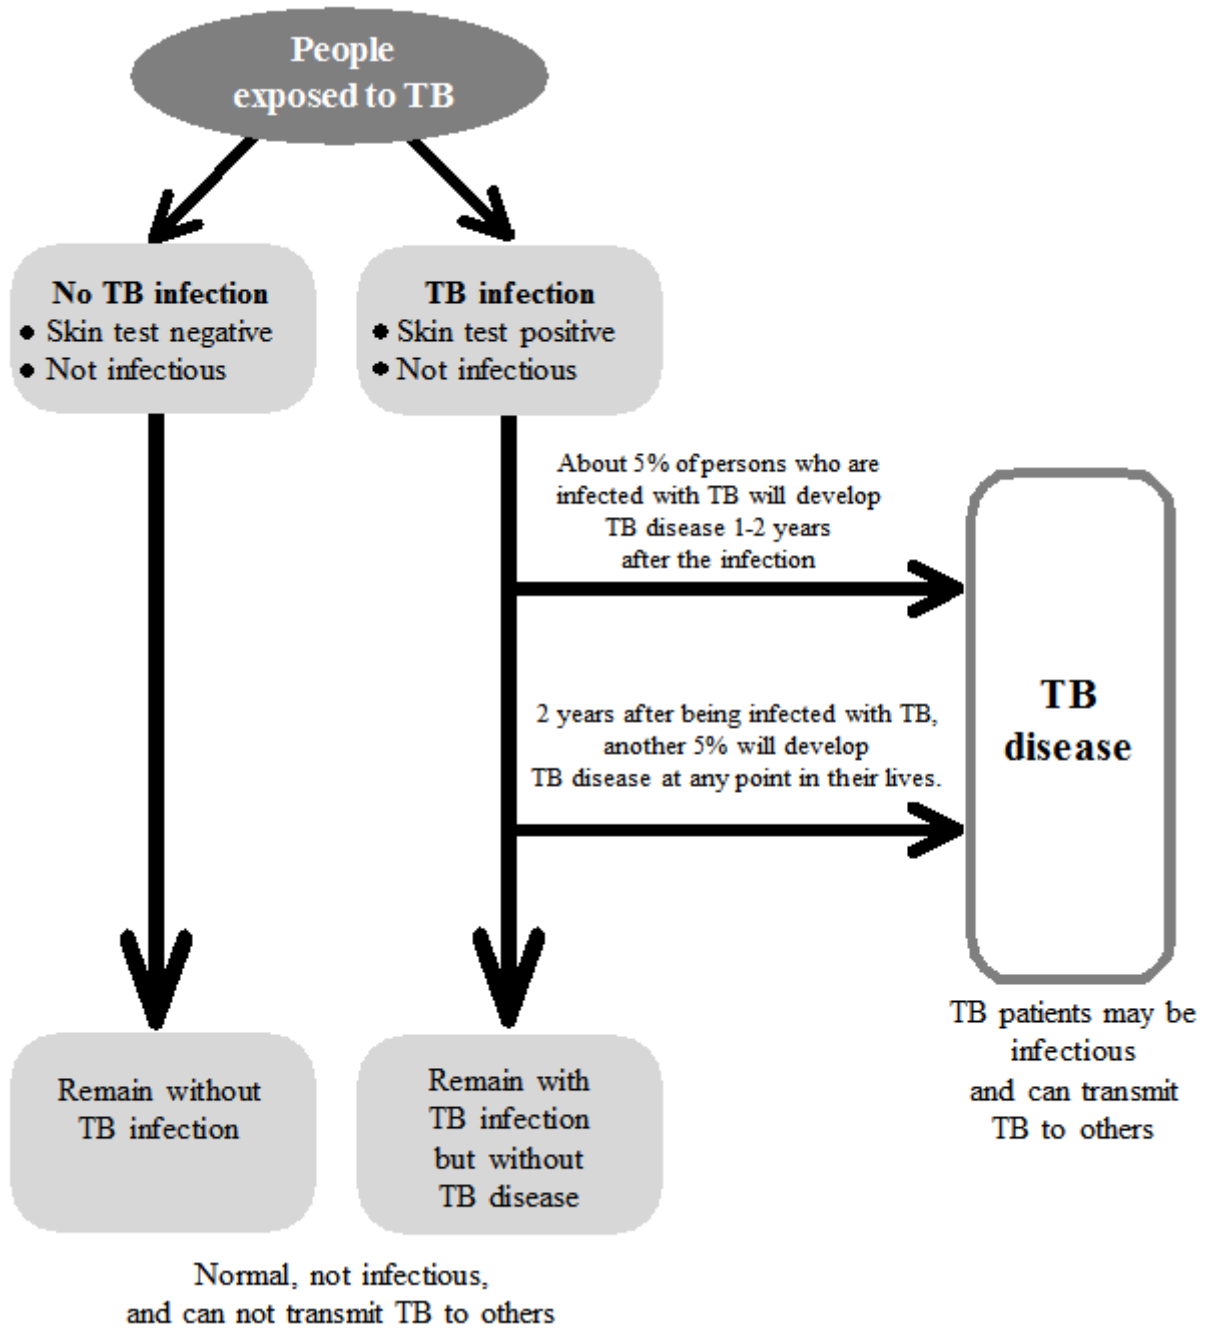 People
exposed to TB
No TB infection
• Skin test negative
• Not infectious
TB infection
• Skin test positive
• Not infectious
About 5% of persons who are
infected with TB will develop
TB disease 1-2 years
after the infection
2 years after being infected with TB,
another 5% will develop
TB disease at any point in their lives.
TB
disease
TB patients may be
infectious
and can transmit
TB to others
Remain without
TB infection
Remain with
TB infection
but without
TB disease
Normal, not infectious,
and can not transmit TB to others